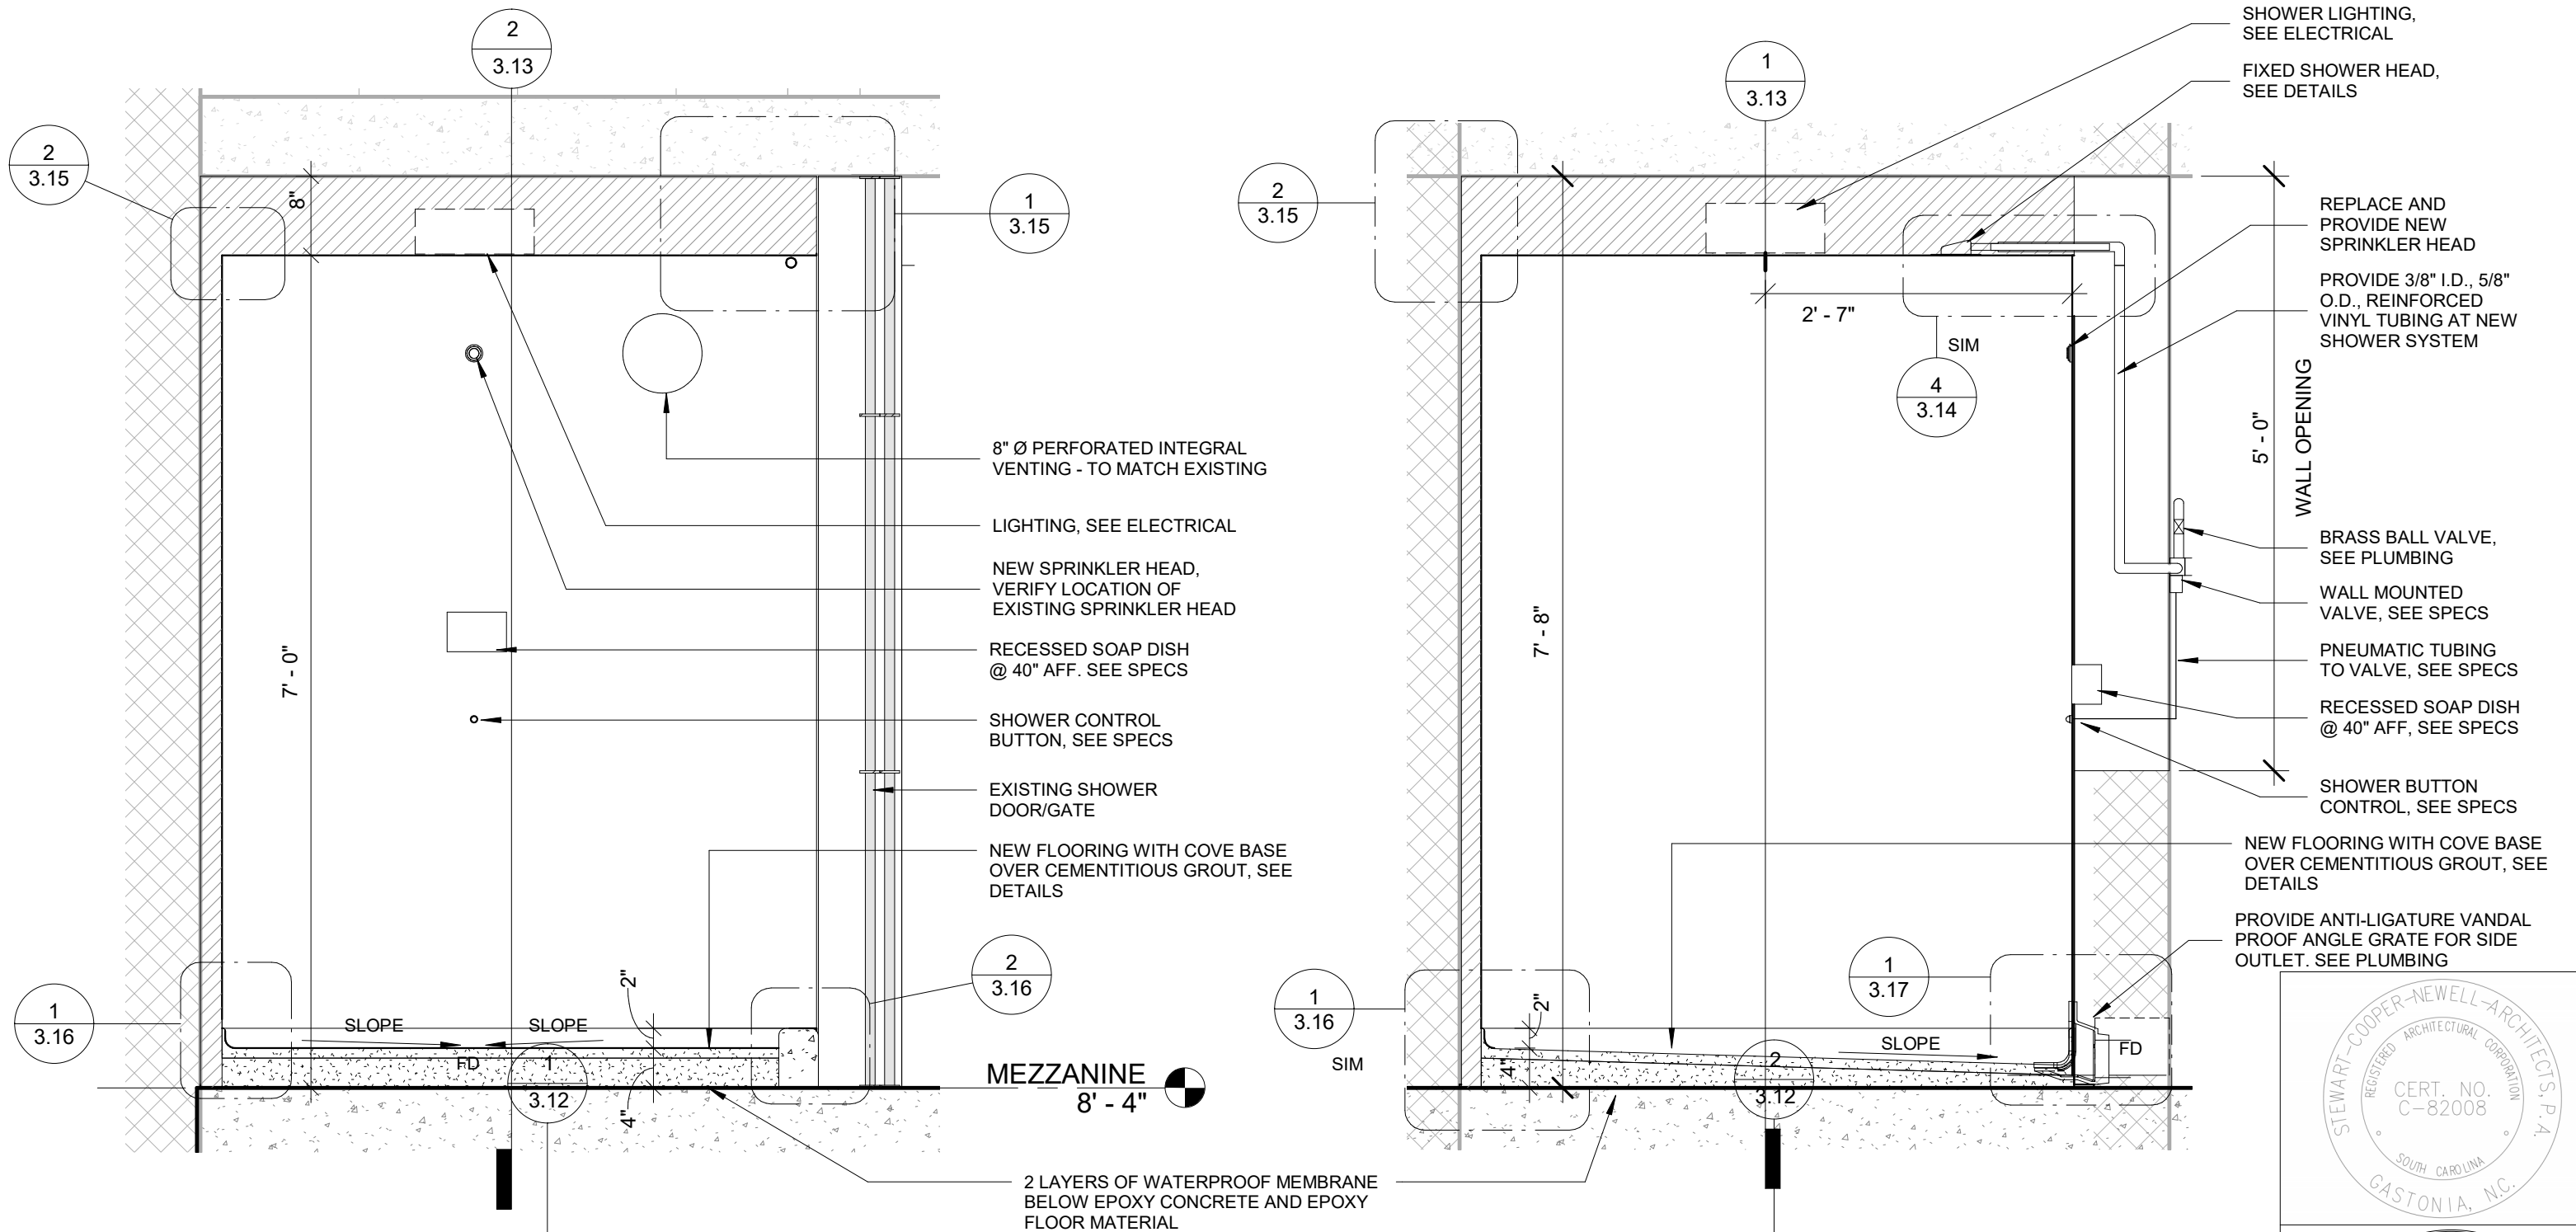 2
3.13
2
3.15
8"
1
3.15
8" Ø PERFORATED INTEGRAL
VENTING - TO MATCH EXISTING
LIGHTING, SEE ELECTRICAL
NEW SPRINKLER HEAD,
VERIFY LOCATION OF
EXISTING SPRINKLER HEAD
RECESSED SOAP DISH
@ 40" AFF. SEE SPECS
7' - 0"
SHOWER CONTROL
BUTTON, SEE SPECS
EXISTING SHOWER
DOOR/GATE
NEW FLOORING WITH COVE BASE
OVER CEMENTITIOUS GROUT, SEE
DETAILS
2
3.16
1
3.16
SLOPE
SLOPE
2"
FD
1
3.12
4"
MEZZANINE
8' - 4"
2 LAYERS OF WATERPROOF MEMBRANE
BELOW EPOXY CONCRETE AND EPOXY
FLOOR MATERIAL
1
3.13
2
3.15
SHOWER LIGHTING,
SEE ELECTRICAL
FIXED SHOWER HEAD,
SEE DETAILS
REPLACE AND
PROVIDE NEW
SPRINKLER HEAD
PROVIDE 3/8" I.D., 5/8"
O.D., REINFORCED
VINYL TUBING AT NEW
SHOWER SYSTEM
2' - 7"
SIM
4
3.14
5' - 0"
WALL OPENING
7' - 8"
BRASS BALL VALVE,
SEE PLUMBING
WALL MOUNTED
VALVE, SEE SPECS
PNEUMATIC TUBING
TO VALVE, SEE SPECS
RECESSED SOAP DISH
@ 40" AFF, SEE SPECS
SHOWER BUTTON
CONTROL, SEE SPECS
NEW FLOORING WITH COVE BASE
OVER CEMENTITIOUS GROUT, SEE
DETAILS
PROVIDE ANTI-LIGATURE VANDAL
PROOF ANGLE GRATE FOR SIDE
OUTLET. SEE PLUMBING
1
3.17
1
3.16
SIM
2"
4"
SLOPE
FD
2
3.12
STEWART-COOPER-NEWELL-ARCHITECTS, P.A.
REGISTERED ARCHITECTURAL CORPORATION
CERT. NO.
C-82008
SOUTH CAROLINA
GASTONIA, N.C.